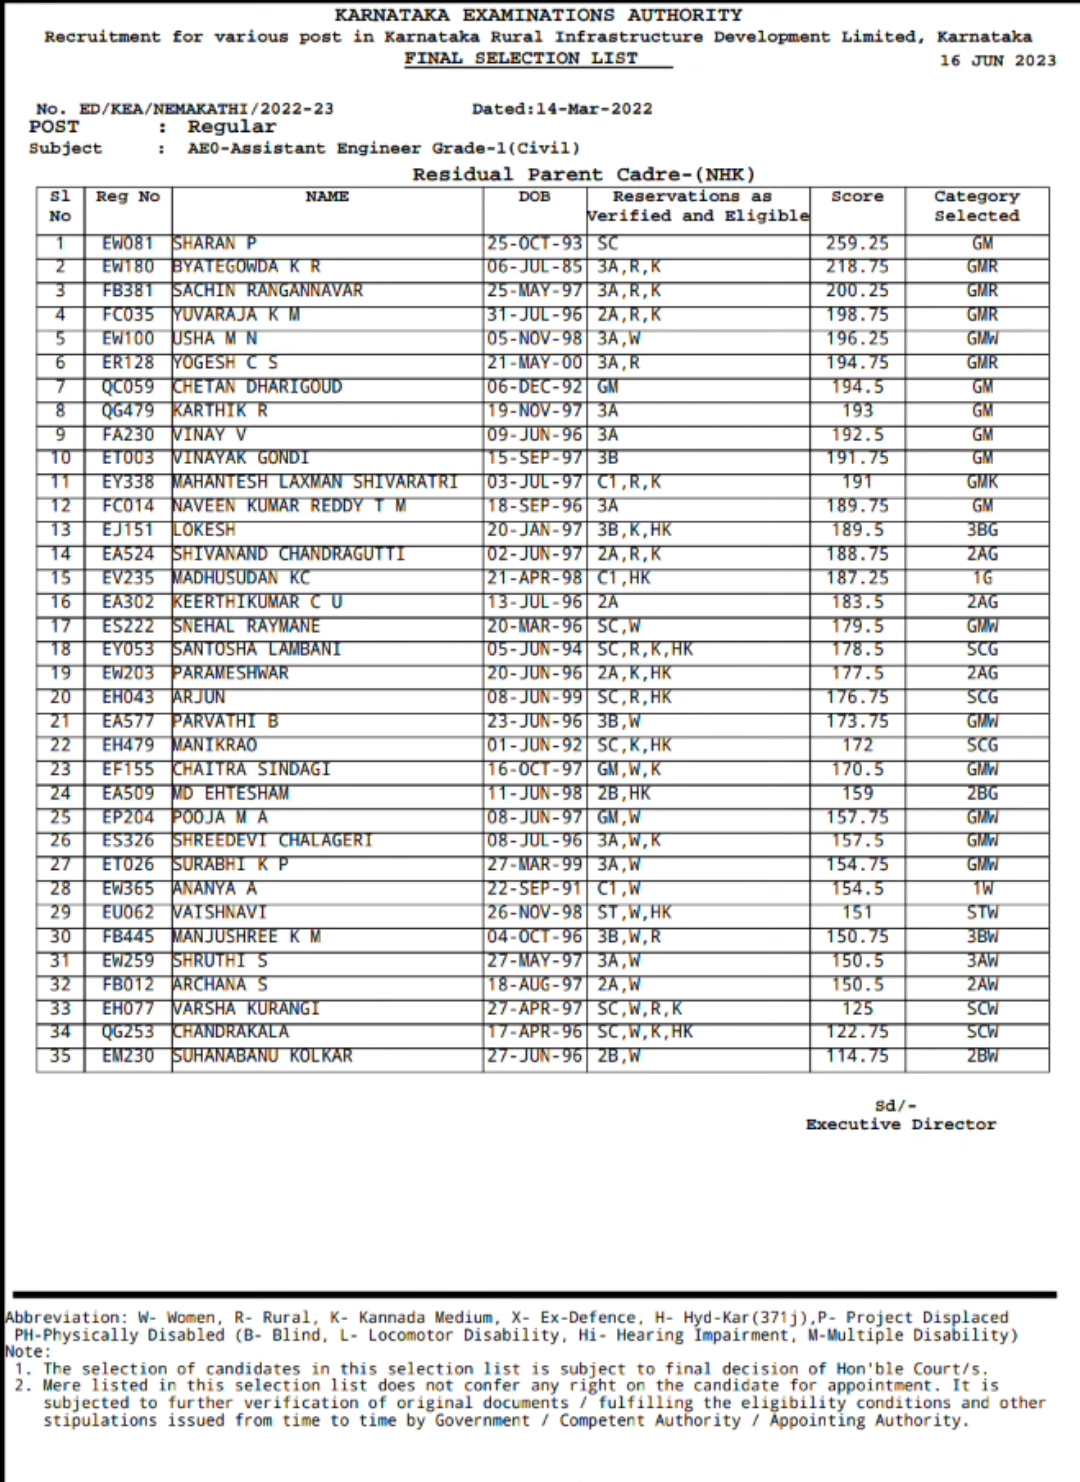 KARNATAKA EXAMINATIONS AUTHORITY
Recruitment for various post in Karnataka Rural Infrastructure Development Limited, Karnataka
FINAL SELECTION LIST 16 JUN 2023
No. ED/KEA/NEMAKATHI/2022-23 Dated:14-Mar-2022
POST : Regular
Subject : AE0-Assistant Engineer Grade-1(Civil)
Residual Parent Cadre-(NHK)
Sl No Reg No NAME DOB Reservations as Verified and Eligible Score Category Selected
1 EW081 SHARAN P 25-OCT-93 SC 259.25 GM
2 EW180 BYATEGOWDA K R 06-JUL-85 3A,R,K 218.75 GMR
3 FB381 SACHIN RANGANNAVAR 25-MAY-97 3A,R,K 200.25 GMR
4 FC035 YUVARAJA K M 31-JUL-96 2A,R,K 198.75 GMR
5 EW100 USHA M N 05-NOV-98 3A,W 196.25 GMW
6 ER128 YOGESH C S 21-MAY-00 3A,R 194.75 GMR
7 QC059 CHETAN DHARIGOUD 06-DEC-92 GM 194.5 GM
8 QG479 KARTHIK R 19-NOV-97 3A 193 GM
9 FA230 VINAY V 09-JUN-96 3A 192.5 GM
10 ET003 VINAYAK GONDI 15-SEP-97 3B 191.75 GM
11 EY338 MAHANTESH LAXMAN SHIVARATRI 03-JUL-97 C1,R,K 191 GMK
12 FC014 NAVEEN KUMAR REDDY T M 18-SEP-96 3A 189.75 GM
13 EJ151 LOKESH 20-JAN-97 3B,K,HK 189.5 3BG
14 EA524 SHIVANAND CHANDRAGUTTI 02-JUN-97 2A,R,K 188.75 2AG
15 EV235 MADHUSUDAN KC 21-APR-98 C1,HK 187.25 1G
16 EA302 KEERTHIKUMAR C U 13-JUL-96 2A 183.5 2AG
17 ES222 SNEHAL RAYMANE 20-MAR-96 SC,W 179.5 GMW
18 EY053 SANTOSHA LAMBANI 05-JUN-94 SC,R,K,HK 178.5 SCG
19 EW203 PARAMESHWAR 20-JUN-96 2A,K,HK 177.5 2AG
20 EH043 ARJUN 08-JUN-99 SC,R,HK 176.75 SCG
21 EA577 PARVATHI B 23-JUN-96 3B,W 173.75 GMW
22 EH479 MANIKRAO 01-JUN-92 SC,K,HK 172 SCG
23 EF155 CHAITRA SINDAGI 16-OCT-97 GM,W,K 170.5 GMW
24 EA509 MD EHTESHAM 11-JUN-98 2B,HK 159 2BG
25 EP204 POOJA M A 08-JUN-97 GM,W 157.75 GMW
26 ES326 SHREEDEVI CHALAGERI 08-JUL-96 3A,W,K 157.5 GMW
27 ET026 SURABHI K P 27-MAR-99 3A,W 154.75 GMW
28 EW365 ANANYA A 22-SEP-91 C1,W 154.5 1W
29 EU062 VAISHNAVI 26-NOV-98 ST,W,HK 151 STW
30 FB445 MANJUSHREE K M 04-OCT-96 3B,W,R 150.75 3BW
31 EW259 SHRUTHI S 27-MAY-97 3A,W 150.5 3AW
32 FB012 ARCHANA S 18-AUG-97 2A,W 150.5 2AW
33 EH077 VARSHA KURANGI 27-APR-97 SC,W,R,K 125 SCW
34 QG253 CHANDRAKALA 17-APR-96 SC,W,K,HK 122.75 SCW
35 EM230 SUHANABANU KOLKAR 27-JUN-96 2B,W 114.75 2BW
Sd/-
Executive Director
Abbreviation: W- Women, R- Rural, K- Kannada Medium, X- Ex-Defence, H- Hyd-Kar(371j),P- Project Displaced
PH-Physically Disabled (B- Blind, L- Locomotor Disability, Hi- Hearing Impairment, M-Multiple Disability)
Note:
1. The selection of candidates in this selection list is subject to final decision of Hon'ble Court/s.
2. Mere listed in this selection list does not confer any right on the candidate for appointment. It is
subjected to further verification of original documents / fulfilling the eligibility conditions and other
stipulations issued from time to time by Government / Competent Authority / Appointing Authority.